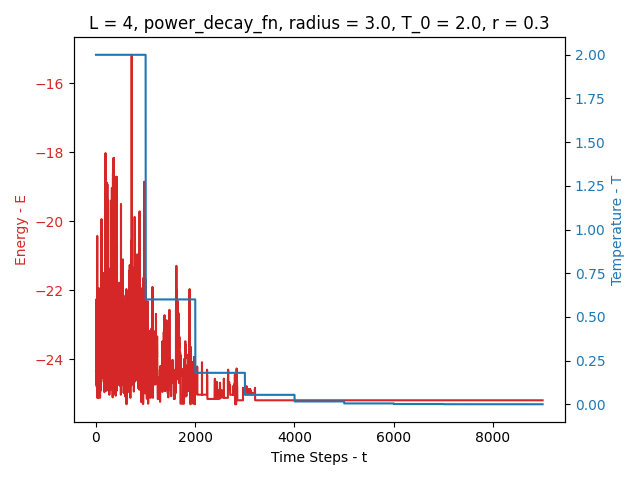 L = 4, power_decay_fn, radius = 3.0, T_0 = 2.0, r = 0.3
Energy - E
−16
−18
−20
−22
−24
2.00
1.75
1.50
1.25
1.00
0.75
0.50
0.25
0.00
Temperature - T
0 2000 4000 6000 8000
Time Steps - t